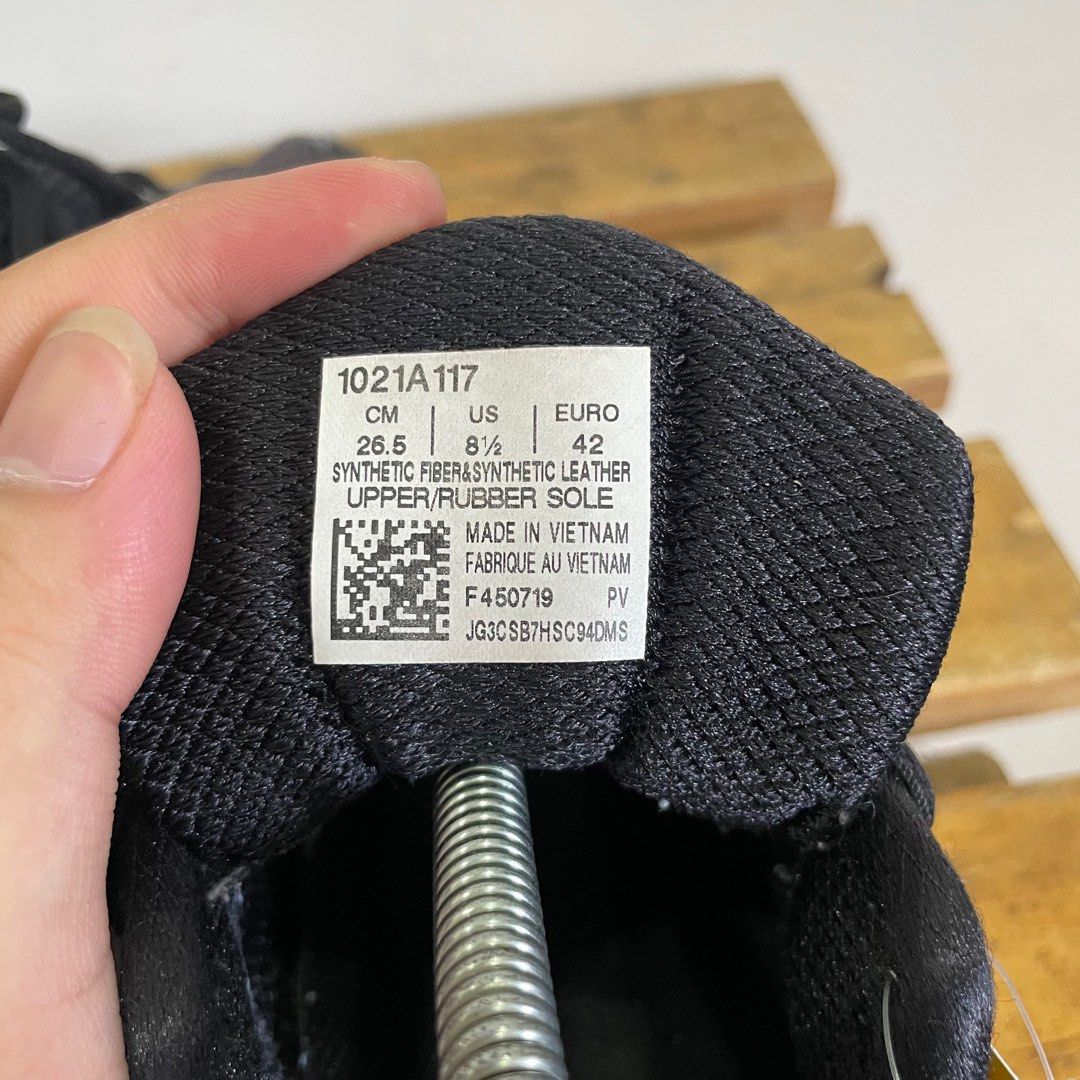 1021A117
CM | US | EURO
26.5 | 8½ | 42
SYNTHETIC FIBER&SYNTHETIC LEATHER
UPPER/RUBBER SOLE
MADE IN VIETNAM
FABRIQUE AU VIETNAM
F450719 PV
JG3CSB7HSC94DMS